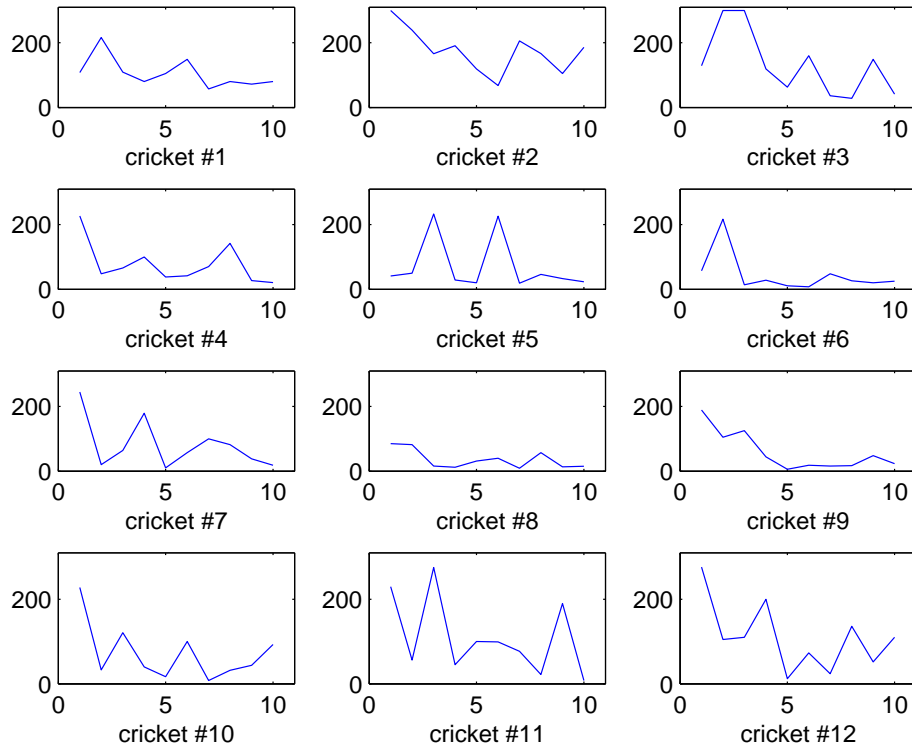 200
0
0 5 10
cricket #1
200
0
0 5 10
cricket #2
200
0
0 5 10
cricket #3
200
0
0 5 10
cricket #4
200
0
0 5 10
cricket #5
200
0
0 5 10
cricket #6
200
0
0 5 10
cricket #7
200
0
0 5 10
cricket #8
200
0
0 5 10
cricket #9
200
0
0 5 10
cricket #10
200
0
0 5 10
cricket #11
200
0
0 5 10
cricket #12